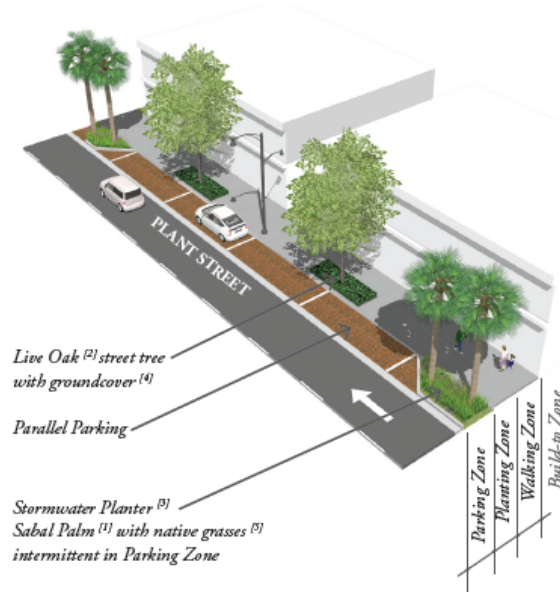 PLANT STREET
Live Oak [2] street tree
with groundcover [4]
Parallel Parking
Stormwater Planter [3]
Sabal Palm [1] with native grasses [5]
intermittent in Parking Zone
Parking Zone
Planting Zone
Walking Zone
Build-to Zone